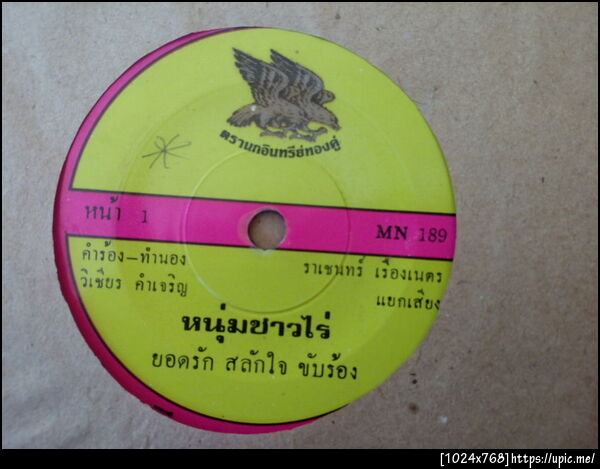 ตรานกอินทรีย์ทองคู่
หน้า 1
MN 189
คำร้อง-ทำนอง
วิเชียร คำเจริญ
ราเชนทร์ เรืองเนตร
แยกเสียง
หนุ่มชาวไร่
ยอดรัก สลักใจ ขับร้อง
[1024x768]https://upic.me/